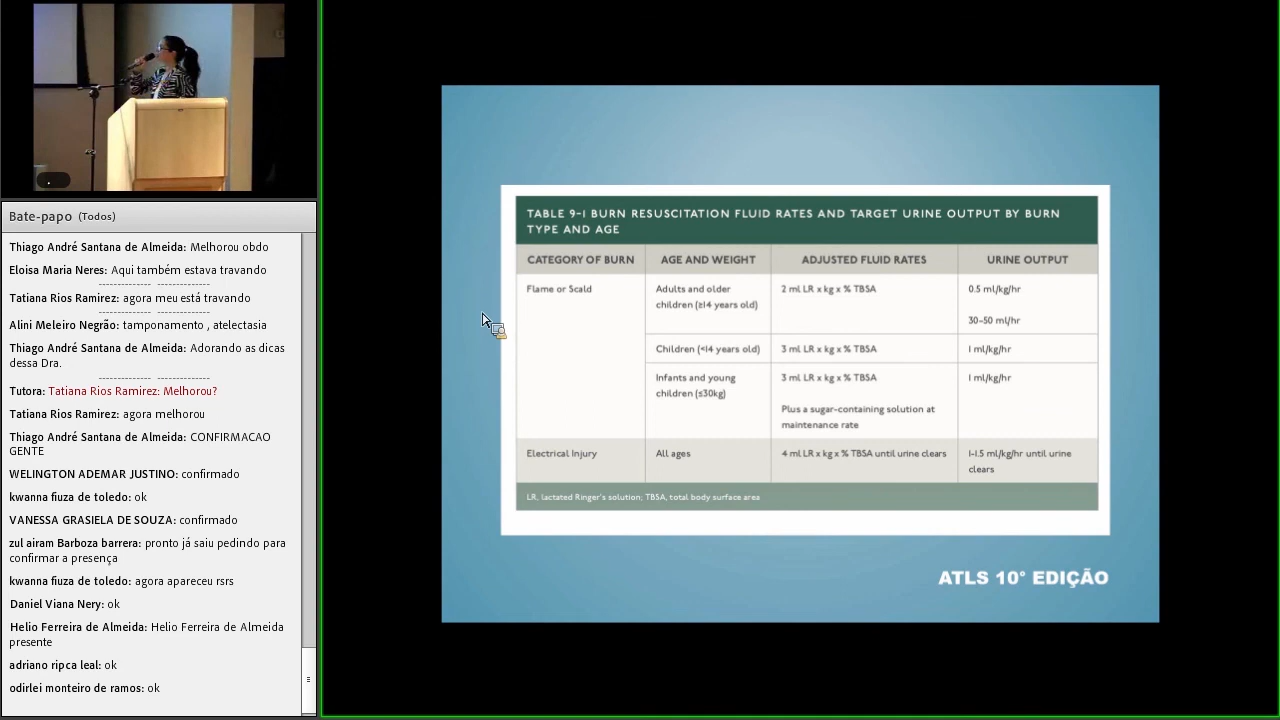 Bate-papo (Todos)
Thiago André Santana de Almeida: Melhorou obdo
Eloisa Maria Neres: Aqui também estava travando
-------------- --------------
Tatiana Rios Ramirez: agora meu está travando
-------------- --------------
Alini Meleiro Negrão: tamponamento , atelectasia
Thiago André Santana de Almeida: Adorando as dicas
dessa Dra.
-------------- --------------
Tutora: Tatiana Rios Ramirez: Melhorou?
Tatiana Rios Ramirez: agora melhorou
Thiago André Santana de Almeida: CONFIRMACAO
GENTE
WELINGTON ADEMAR JUSTINO: confirmado
kwanna fiuza de toledo: ok
VANESSA GRASIELA DE SOUZA: confirmado
zul airam Barboza barrera: pronto já saiu pedindo para
confirmar a presença
kwanna fiuza de toledo: agora apareceu rsrs
Daniel Viana Nery: ok
Helio Ferreira de Almeida: Helio Ferreira de Almeida
presente
adriano ripca leal: ok
odirlei monteiro de ramos: ok
TABLE 9-1 BURN RESUSCITATION FLUID RATES AND TARGET URINE OUTPUT BY BURN
TYPE AND AGE
CATEGORY OF BURN AGE AND WEIGHT ADJUSTED FLUID RATES URINE OUTPUT
Flame or Scald Adults and older 2 ml LR x kg x % TBSA 0.5 ml/kg/hr
children (≥14 years old)
30–50 ml/hr
Children (<14 years old) 3 ml LR x kg x % TBSA 1 ml/kg/hr
Infants and young 3 ml LR x kg x % TBSA 1 ml/kg/hr
children (≤30kg)
Plus a sugar-containing solution at
maintenance rate
Electrical Injury All ages 4 ml LR x kg x % TBSA until urine clears 1-1.5 ml/kg/hr until urine
clears
LR, lactated Ringer's solution; TBSA, total body surface area
ATLS 10° EDIÇÃO